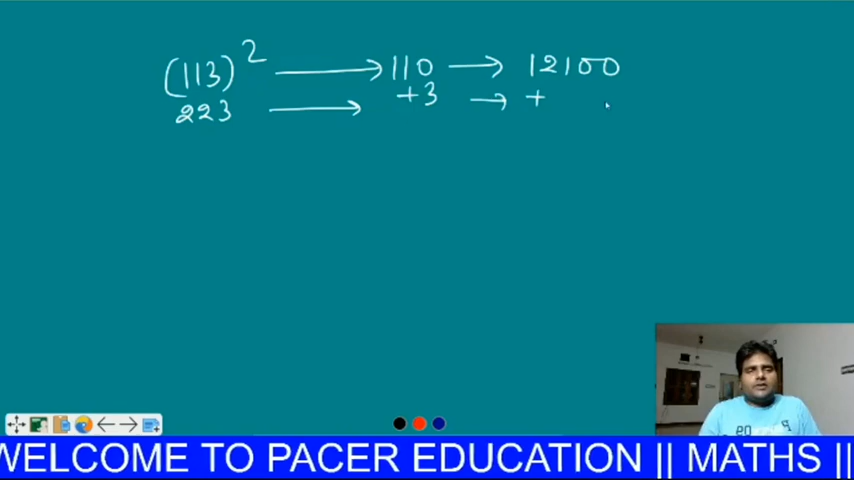 (113)² → 110 → 12100
223 → +3 → +
WELCOME TO PACER EDUCATION || MATHS ||